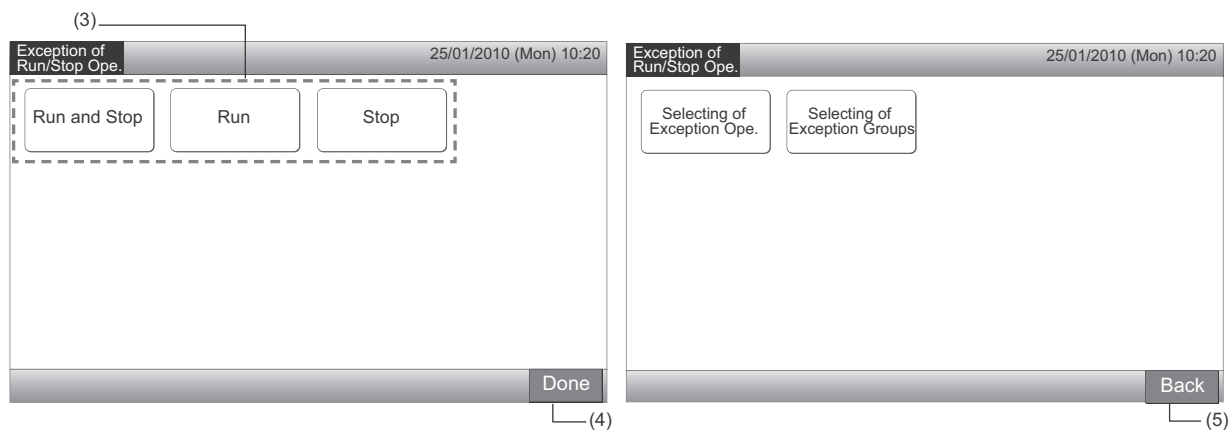 (3)
Exception of
Run/Stop Ope.
25/01/2010 (Mon) 10:20
Run and Stop
Run
Stop
Done
(4)
Exception of
Run/Stop Ope.
25/01/2010 (Mon) 10:20
Selecting of
Exception Ope.
Selecting of
Exception Groups
Back
(5)